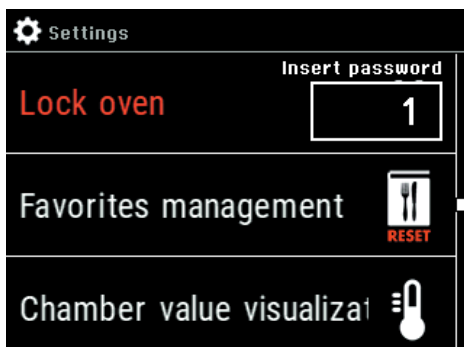 Settings
Insert password
Lock oven
1
Favorites management
RESET
Chamber value visualizat